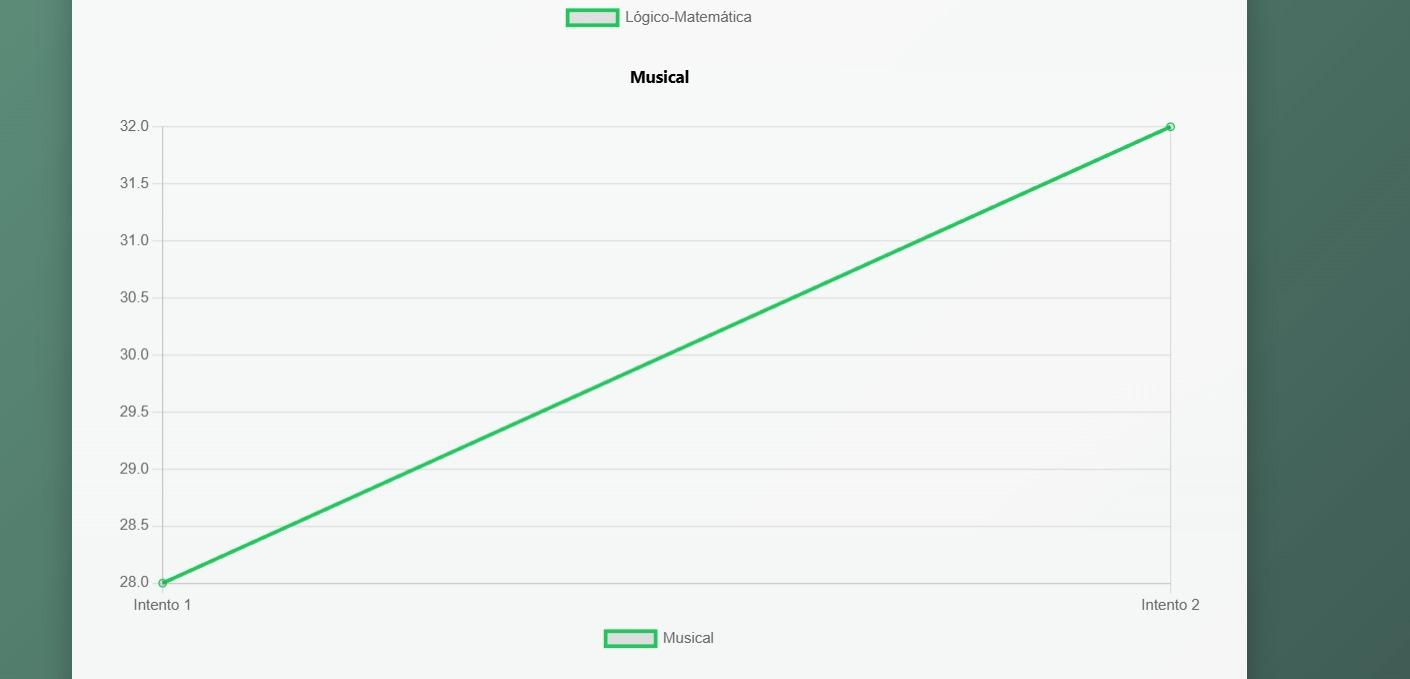 Lógico-Matemática
Musical
32.0
31.5
31.0
30.5
30.0
29.5
29.0
28.5
28.0
Intento 1 Intento 2
Musical